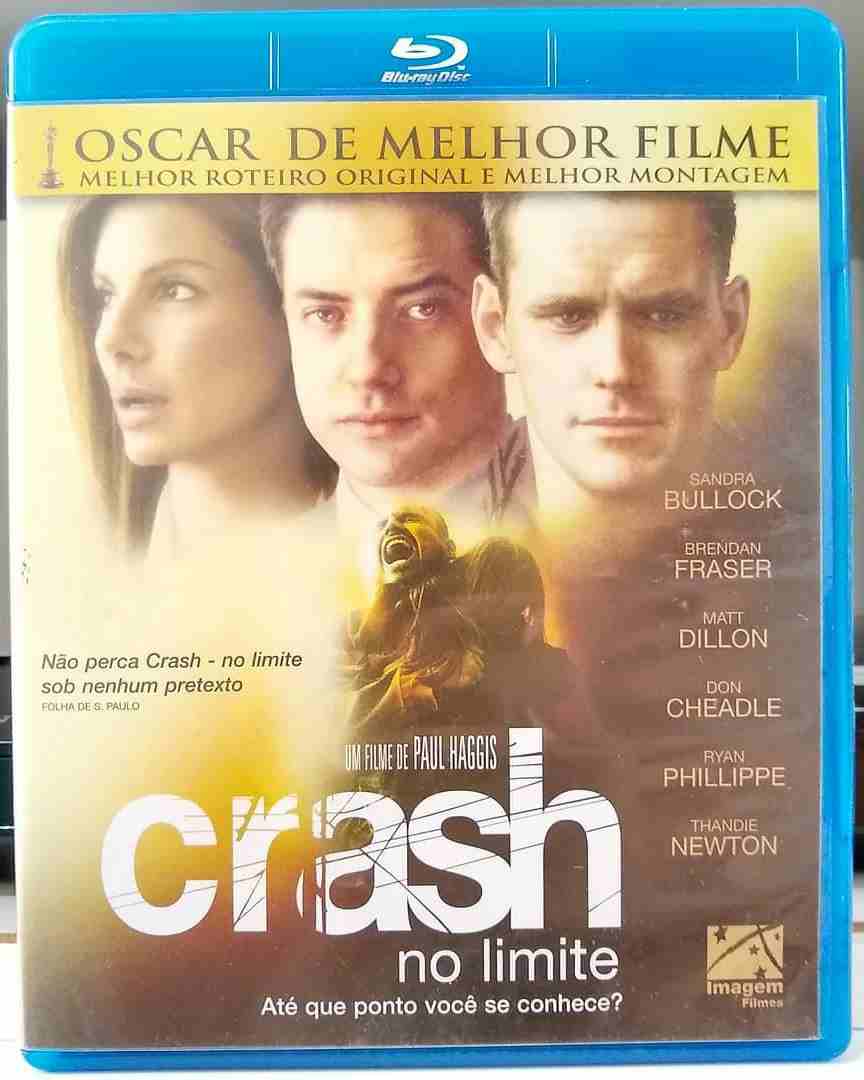 Blu-ray Disc™
OSCAR DE MELHOR FILME
MELHOR ROTEIRO ORIGINAL E MELHOR MONTAGEM
SANDRA
BULLOCK
BRENDAN
FRASER
MATT
DILLON
DON
CHEADLE
RYAN
PHILLIPPE
THANDIE
NEWTON
Não perca Crash - no limite
sob nenhum pretexto
FOLHA DE S. PAULO
UM FILME DE PAUL HAGGIS
crash
no limite
Até que ponto você se conhece?
Imagem
Filmes